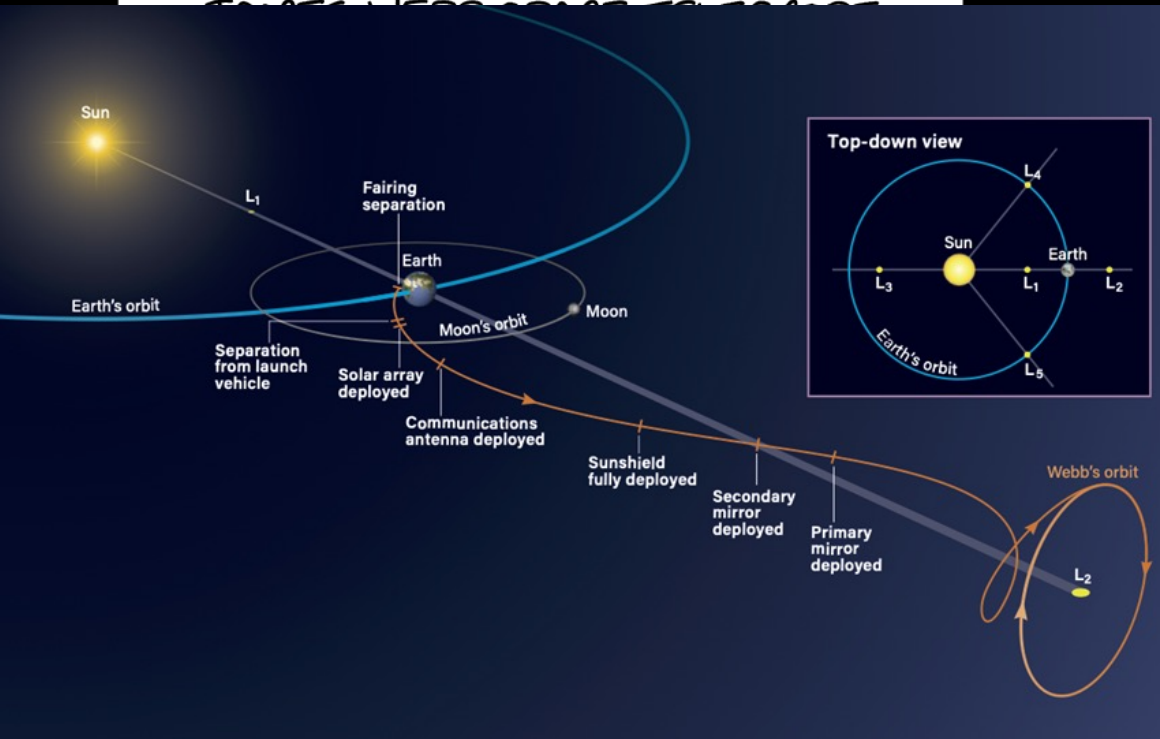 Sun
L1
Fairing
separation
Earth
Earth's orbit
Moon
Moon's orbit
Separation
from launch
vehicle
Solar array
deployed
Communications
antenna deployed
Sunshield
fully deployed
Secondary
mirror
deployed
Primary
mirror
deployed
Webb's orbit
L2
Top-down view
L4
Sun
Earth
L3
L1
L2
Earth's orbit
L5